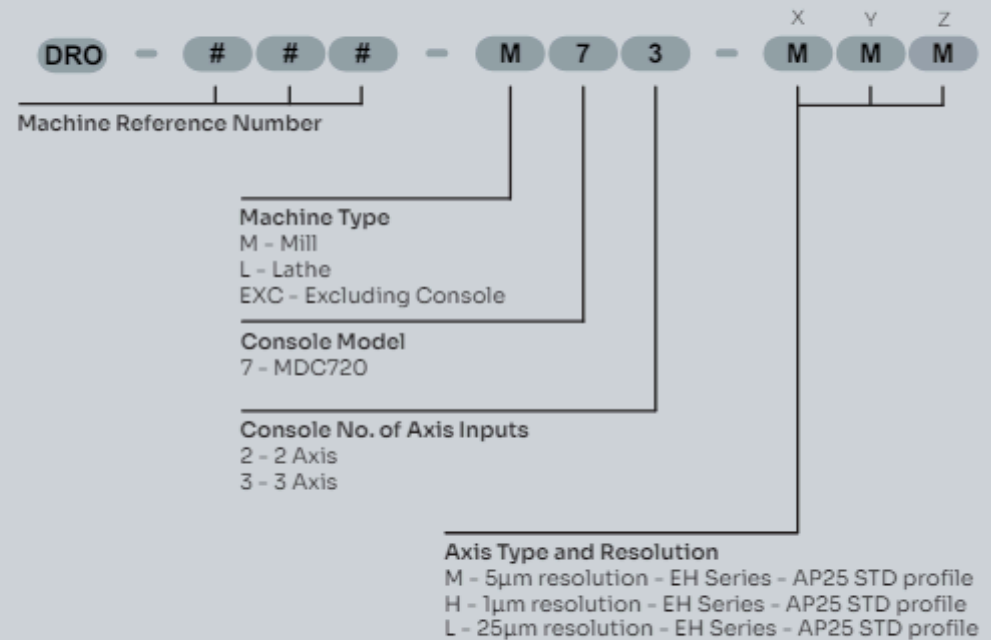 X Y Z
DRO - # # # - M 7 3 - M M M
Machine Reference Number
Machine Type
M - Mill
L - Lathe
EXC - Excluding Console
Console Model
7 - MDC720
Console No. of Axis Inputs
2 - 2 Axis
3 - 3 Axis
Axis Type and Resolution
M - 5µm resolution - EH Series - AP25 STD profile
H - 1µm resolution - EH Series - AP25 STD profile
L - 25µm resolution - EH Series - AP25 STD profile